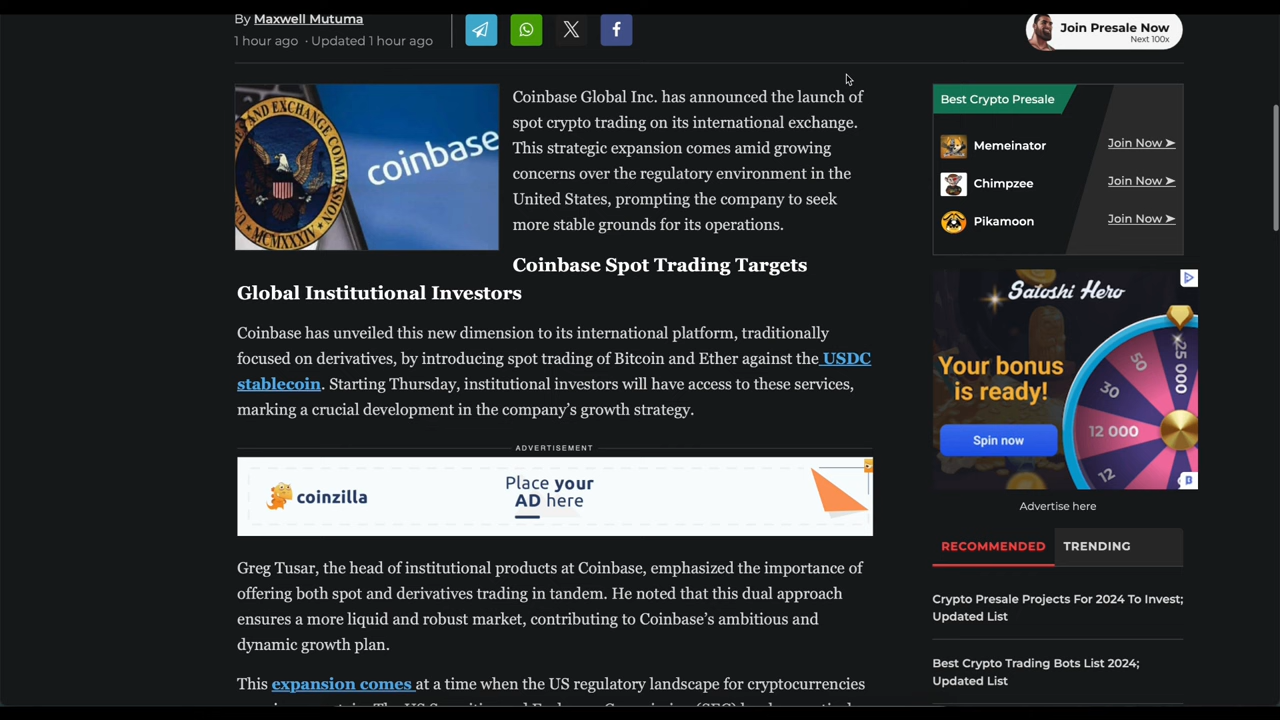 By Maxwell Mutuma
1 hour ago · Updated 1 hour ago
Join Presale Now
Next 100x
AND EXCHANGE COMMISSION
MCMXXXIV
coinbase
Coinbase Global Inc. has announced the launch of
spot crypto trading on its international exchange.
This strategic expansion comes amid growing
concerns over the regulatory environment in the
United States, prompting the company to seek
more stable grounds for its operations.
Coinbase Spot Trading Targets
Global Institutional Investors
Coinbase has unveiled this new dimension to its international platform, traditionally
focused on derivatives, by introducing spot trading of Bitcoin and Ether against the USDC
stablecoin. Starting Thursday, institutional investors will have access to these services,
marking a crucial development in the company’s growth strategy.
ADVERTISEMENT
coinzilla
Place your
AD here
Greg Tusar, the head of institutional products at Coinbase, emphasized the importance of
offering both spot and derivatives trading in tandem. He noted that this dual approach
ensures a more liquid and robust market, contributing to Coinbase’s ambitious and
dynamic growth plan.
This expansion comes at a time when the US regulatory landscape for cryptocurrencies
Best Crypto Presale
Memeinator Join Now ➤
Chimpzee Join Now ➤
Pikamoon Join Now ➤
Satoshi Hero
Your bonus
is ready!
Spin now
50
30
25 000
12 000
12
Advertise here
RECOMMENDED TRENDING
Crypto Presale Projects For 2024 To Invest;
Updated List
Best Crypto Trading Bots List 2024;
Updated List